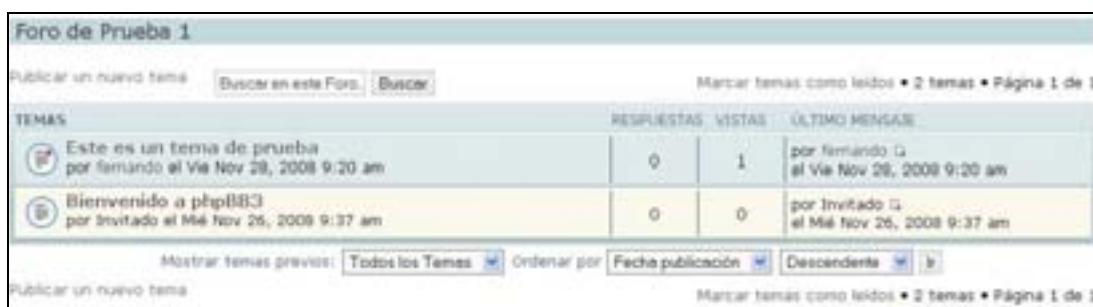 Foro de Prueba 1
Publicar un nuevo tema Buscar en este Foro. Buscar Marcar temas como leídos • 2 temas • Página 1 de 1
TEMAS RESPUESTAS VISTAS ÚLTIMO MENSAJE
Este es un tema de prueba 0 1 por fernando
por fernando el Vie Nov 28, 2008 9:20 am el Vie Nov 28, 2008 9:20 am
Bienvenido a phpBB3 0 0 por Invitado
por Invitado el Mié Nov 26, 2008 9:37 am el Mié Nov 26, 2008 9:37 am
Mostrar temas previos: Todos los Temas Ordenar por Fecha publicación Descendente Ir
Publicar un nuevo tema Marcar temas como leídos • 2 temas • Página 1 de 1